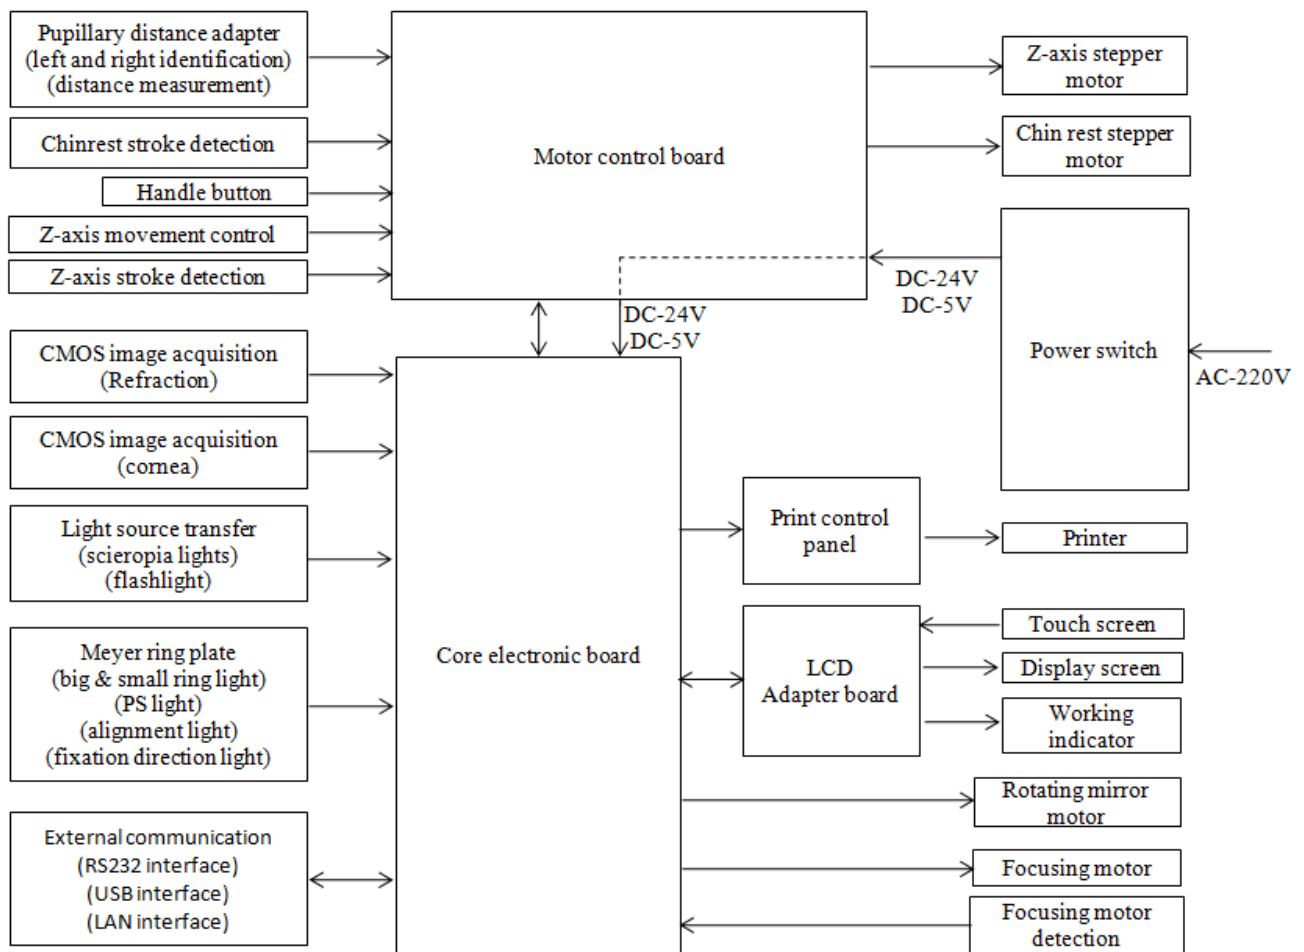 Pupillary distance adapter
(left and right identification)
(distance measurement)
Chinrest stroke detection
Handle button
Z-axis movement control
Z-axis stroke detection
Motor control board
Z-axis stepper
motor
Chin rest stepper
motor
DC-24V
DC-5V
DC-24V
DC-5V
Power switch
AC-220V
CMOS image acquisition
(Refraction)
CMOS image acquisition
(cornea)
Light source transfer
(scieropia lights)
(flashlight)
Meyer ring plate
(big & small ring light)
(PS light)
(alignment light)
(fixation direction light)
External communication
(RS232 interface)
(USB interface)
(LAN interface)
Core electronic board
Print control
panel
Printer
LCD
Adapter board
Touch screen
Display screen
Working
indicator
Rotating mirror
motor
Focusing motor
Focusing motor
detection